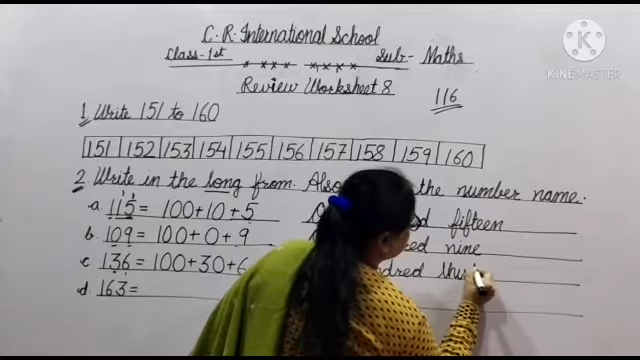 C.R. International School
Class-1st Sub- Maths
Review Worksheet 8
116
1. Write 151 to 160
151 152 153 154 155 156 157 158 159 160
2. Write in the long from. Also the number name.
a. 115 = 100+10+5 fifteen
b. 109 = 100+0+9 nine
c. 136 = 100+30+6
d. 163 =
KINEMASTER